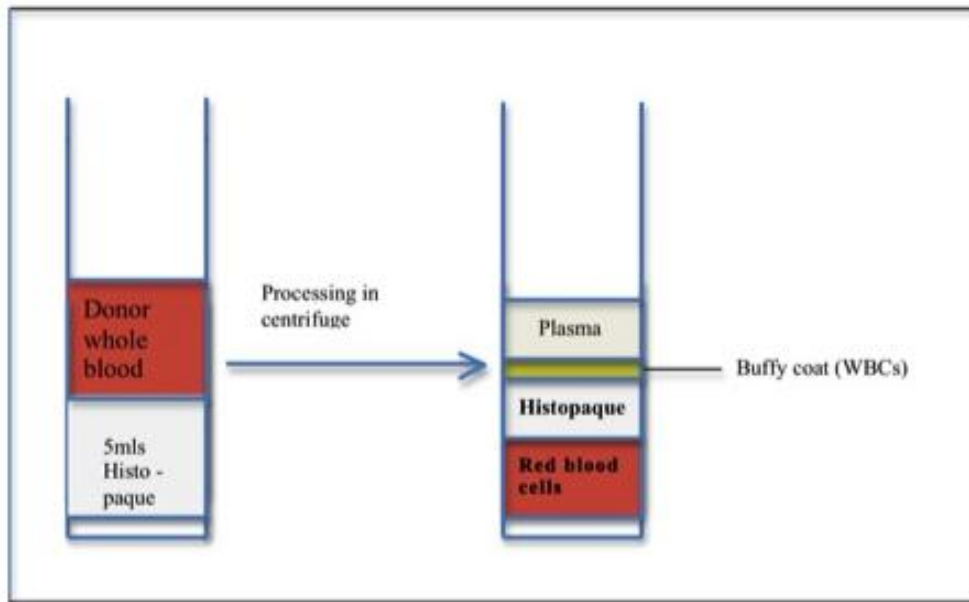 Donor
whole
blood
5mls
Histo -
paque
Processing in
centrifuge
Plasma
Buffy coat (WBCs)
Histopaque
Red blood
cells